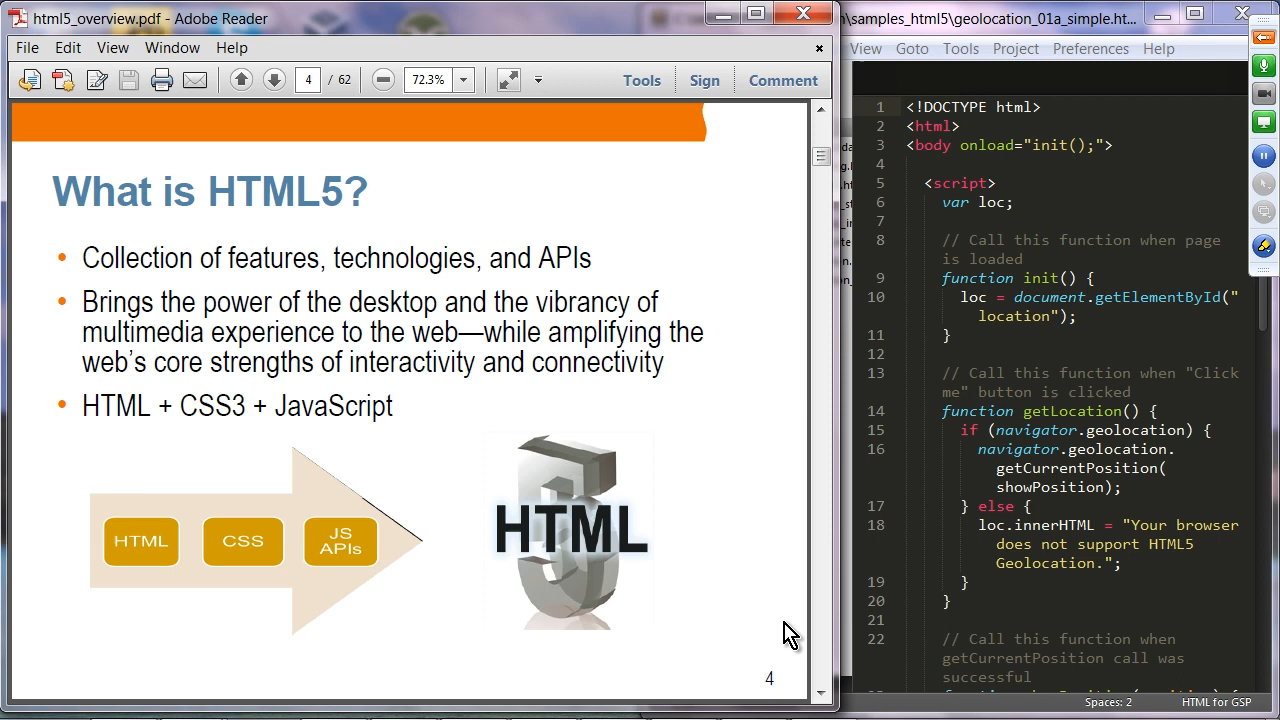 html5_overview.pdf - Adobe Reader
File Edit View Window Help
4 / 62 72.3% Tools Sign Comment
What is HTML5?
• Collection of features, technologies, and APIs
• Brings the power of the desktop and the vibrancy of
multimedia experience to the web—while amplifying the
web's core strengths of interactivity and connectivity
• HTML + CSS3 + JavaScript
HTML
CSS
JS
APIs
HTML
5
4
\samples_html5\geolocation_01a_simple.ht...
View Goto Tools Project Preferences Help
1 <!DOCTYPE html>
2 <html>
3 <body onload="init();">
4
5 <script>
6 var loc;
7
8 // Call this function when page
is loaded
9 function init() {
10 loc = document.getElementById("
location");
11 }
12
13 // Call this function when "Click
me" button is clicked
14 function getLocation() {
15 if (navigator.geolocation) {
16 navigator.geolocation.
getCurrentPosition(
showPosition);
17 } else {
18 loc.innerHTML = "Your browser
does not support HTML5
Geolocation.";
19 }
20 }
21
22 // Call this function when
getCurrentPosition call was
successful
Spaces: 2 HTML for GSP